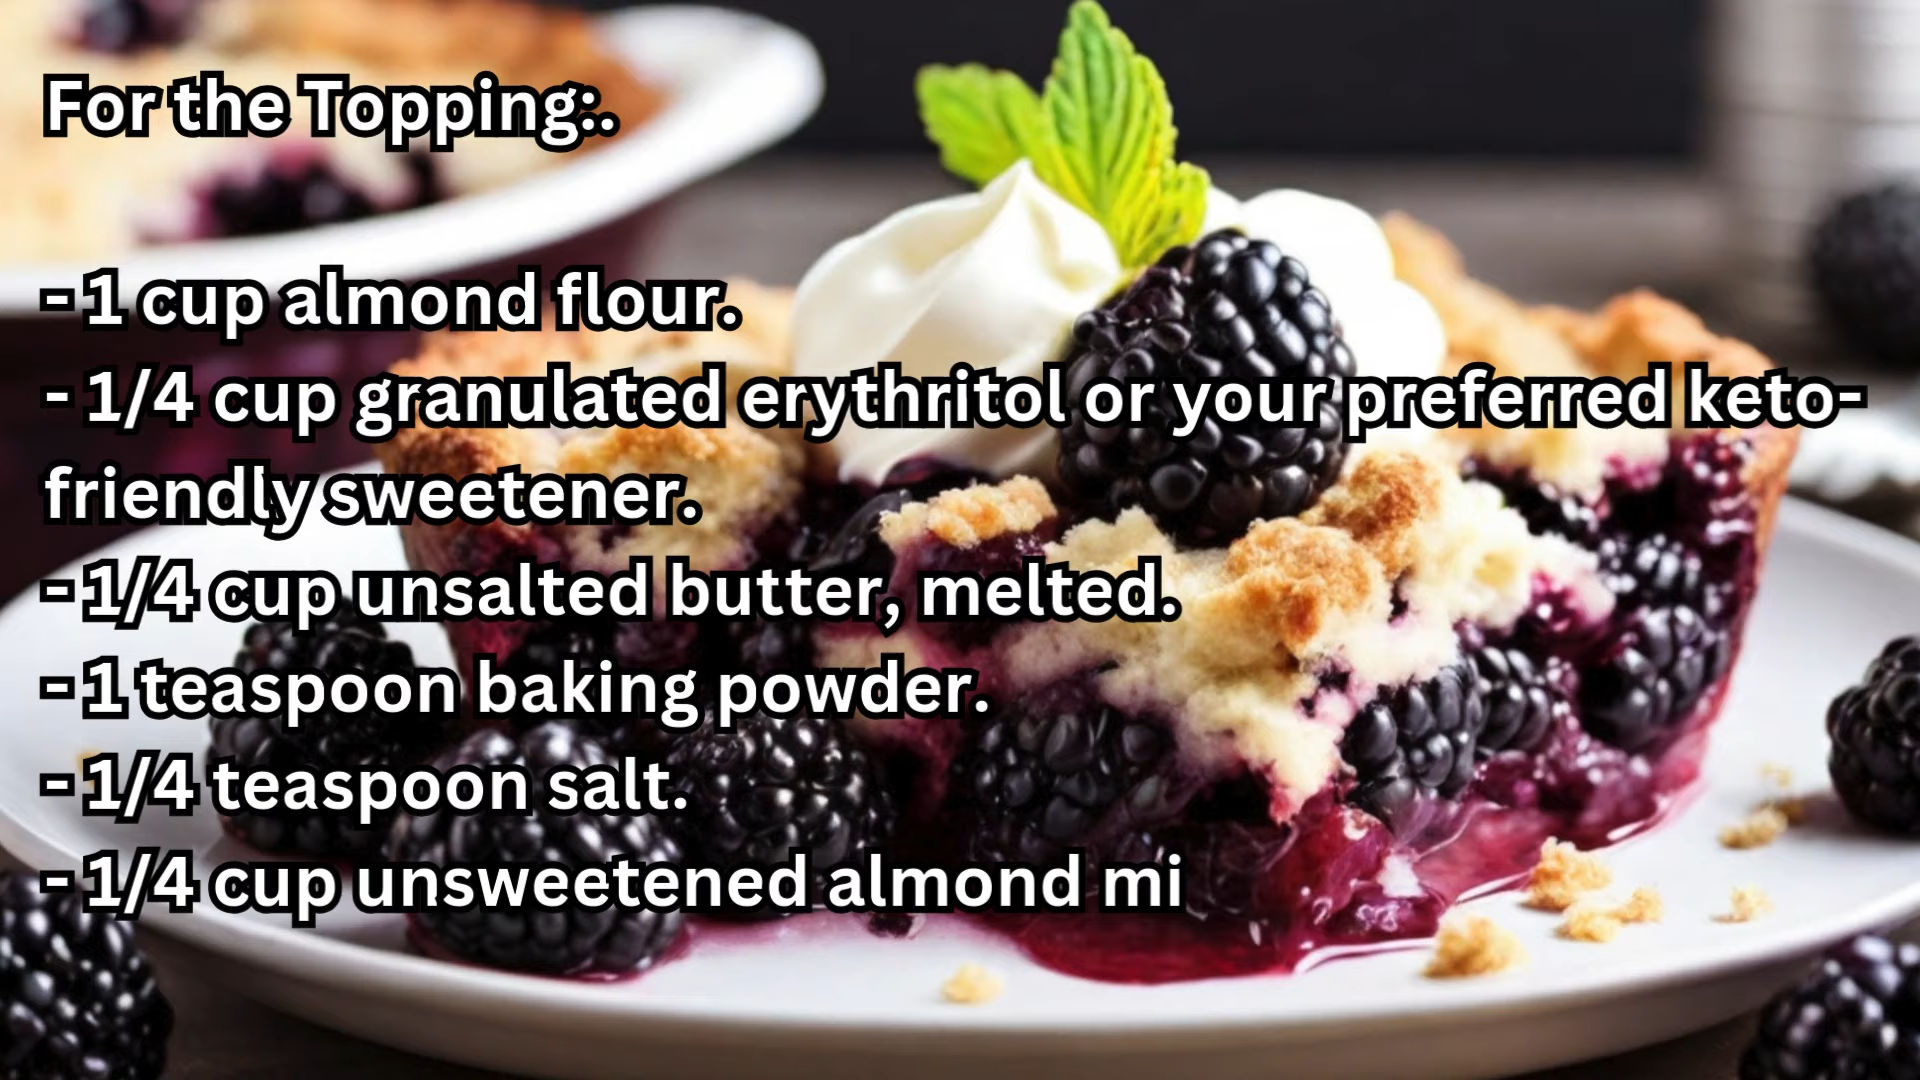 For the Topping:.
- 1 cup almond flour.
- 1/4 cup granulated erythritol or your preferred keto-
friendly sweetener.
- 1/4 cup unsalted butter, melted.
- 1 teaspoon baking powder.
- 1/4 teaspoon salt.
- 1/4 cup unsweetened almond mi